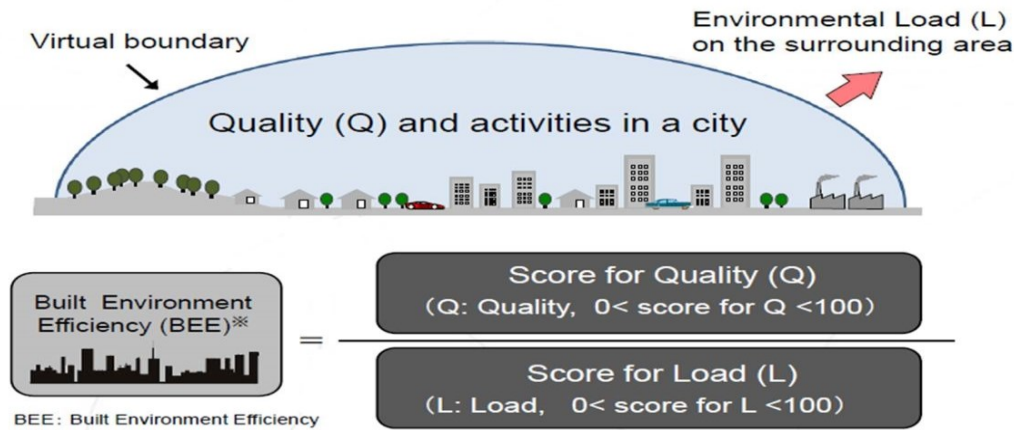 Virtual boundary
Environmental Load (L)
on the surrounding area
Quality (Q) and activities in a city
Built Environment
Efficiency (BEE)※
=
Score for Quality (Q)
(Q: Quality, 0< score for Q <100)
Score for Load (L)
(L: Load, 0< score for L <100)
BEE: Built Environment Efficiency